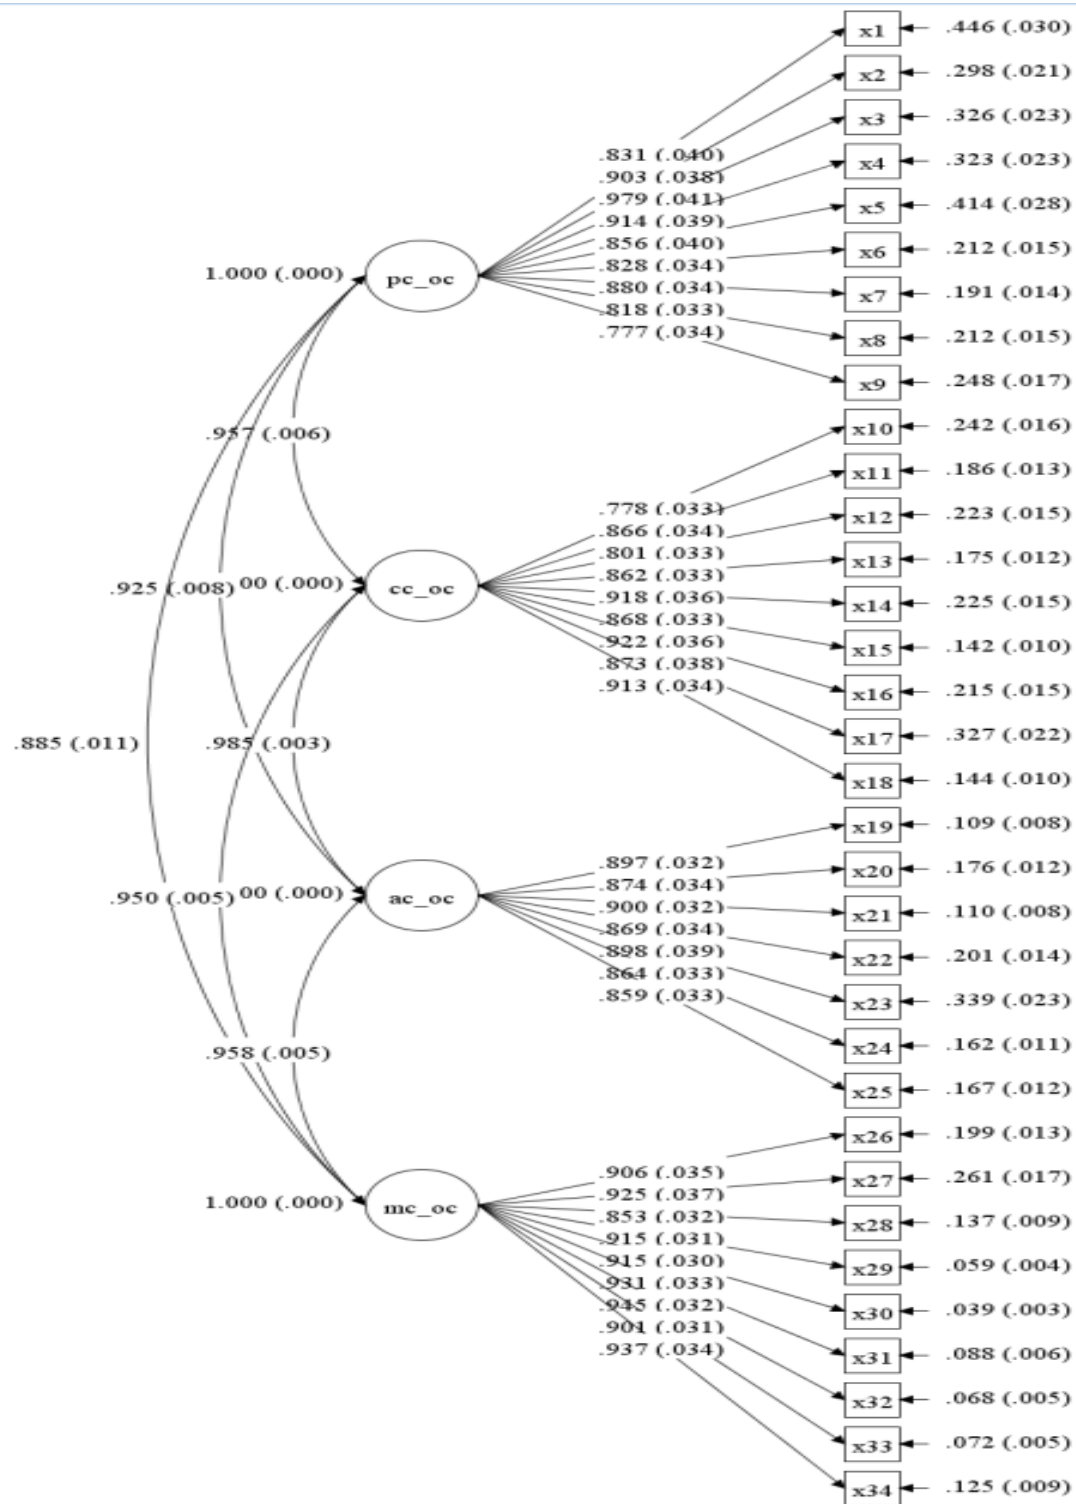 x1 .446 (.030)
x2 .298 (.021)
x3 .326 (.023)
x4 .323 (.023)
x5 .414 (.028)
x6 .212 (.015)
x7 .191 (.014)
x8 .212 (.015)
x9 .248 (.017)
.831 (.040)
.903 (.038)
.979 (.041)
.914 (.039)
.856 (.040)
.828 (.034)
.880 (.034)
.818 (.033)
.777 (.034)
1.000 (.000) pc_oc
.957 (.006)
x10 .242 (.016)
x11 .186 (.013)
x12 .223 (.015)
x13 .175 (.012)
x14 .225 (.015)
x15 .142 (.010)
x16 .215 (.015)
x17 .327 (.022)
x18 .144 (.010)
.778 (.033)
.866 (.034)
.801 (.033)
.862 (.033)
.918 (.036)
.868 (.033)
.922 (.036)
.873 (.038)
.913 (.034)
.925 (.008) 00 (.000) cc_oc
.885 (.011) .985 (.003)
x19 .109 (.008)
x20 .176 (.012)
x21 .110 (.008)
x22 .201 (.014)
x23 .339 (.023)
x24 .162 (.011)
x25 .167 (.012)
.897 (.032)
.874 (.034)
.900 (.032)
.869 (.034)
.898 (.039)
.864 (.033)
.859 (.033)
.950 (.005) 00 (.000) ac_oc
.958 (.005)
x26 .199 (.013)
x27 .261 (.017)
x28 .137 (.009)
x29 .059 (.004)
x30 .039 (.003)
x31 .088 (.006)
x32 .068 (.005)
x33 .072 (.005)
x34 .125 (.009)
.906 (.035)
.925 (.037)
.853 (.032)
.915 (.031)
.915 (.030)
.931 (.033)
.945 (.032)
.901 (.031)
.937 (.034)
1.000 (.000) mc_oc